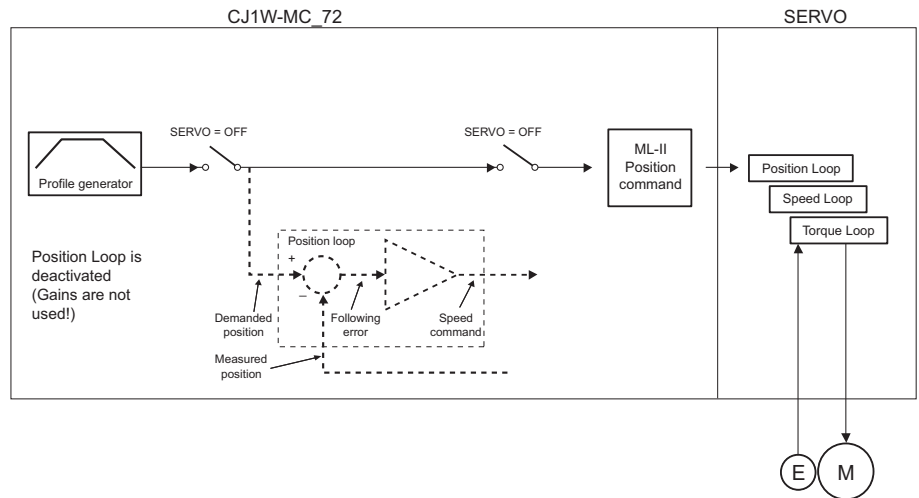 CJ1W-MC_72
SERVO
SERVO = OFF
SERVO = OFF
Profile generator
ML-II
Position
command
Position Loop
Speed Loop
Torque Loop
Position Loop is
deactivated
(Gains are not
used!)
Position loop
+
–
Demanded
position
Following
error
Speed
command
Measured
position
E
M